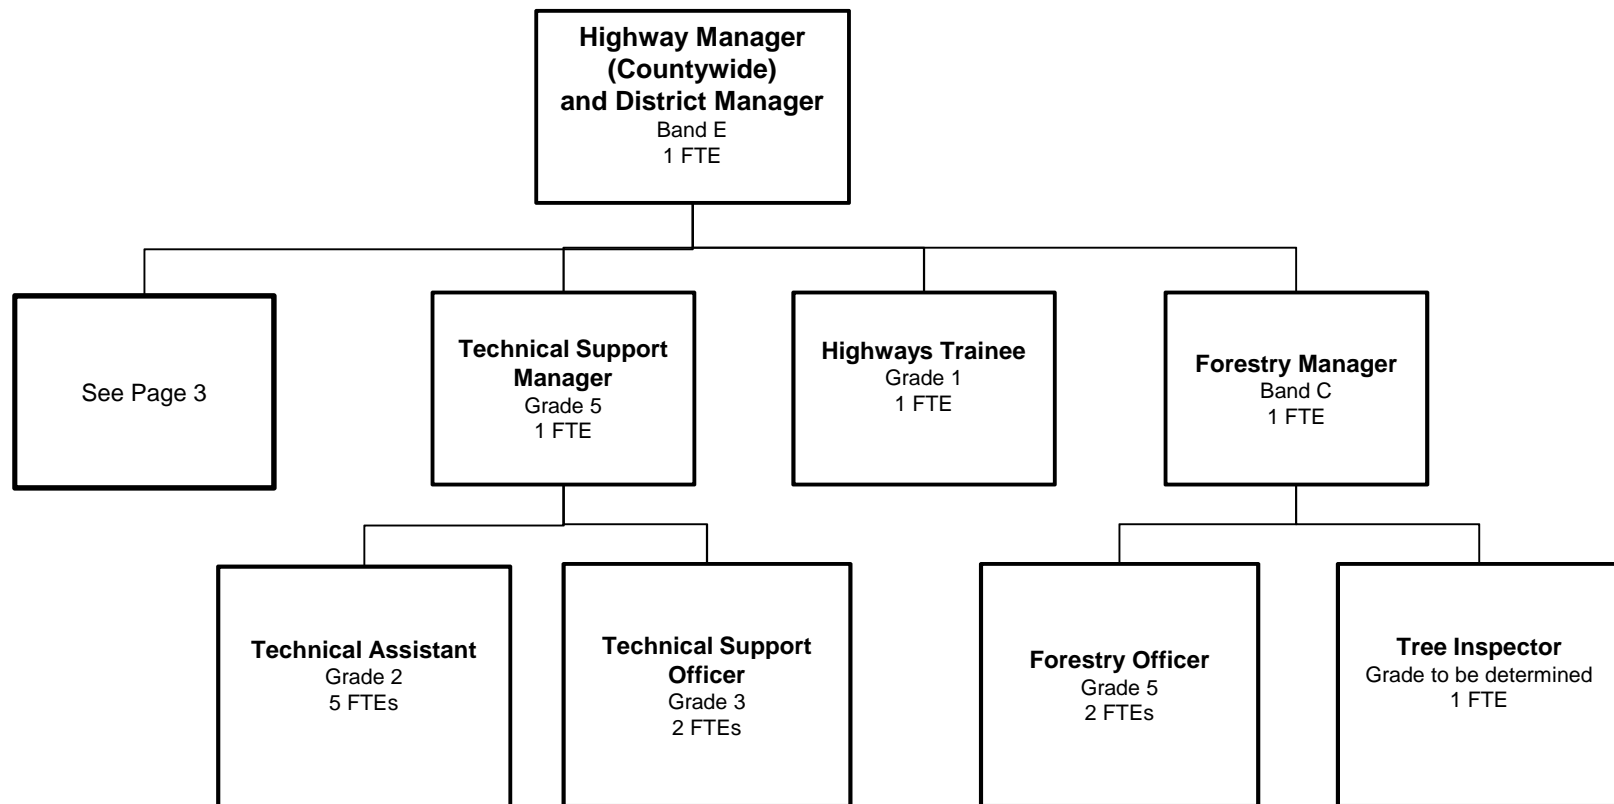 Highway Manager
(Countywide)
and District Manager
Band E
1 FTE
See Page 3
Technical Support
Manager
Grade 5
1 FTE
Highways Trainee
Grade 1
1 FTE
Forestry Manager
Band C
1 FTE
Technical Assistant
Grade 2
5 FTEs
Technical Support
Officer
Grade 3
2 FTEs
Forestry Officer
Grade 5
2 FTEs
Tree Inspector
Grade to be determined
1 FTE